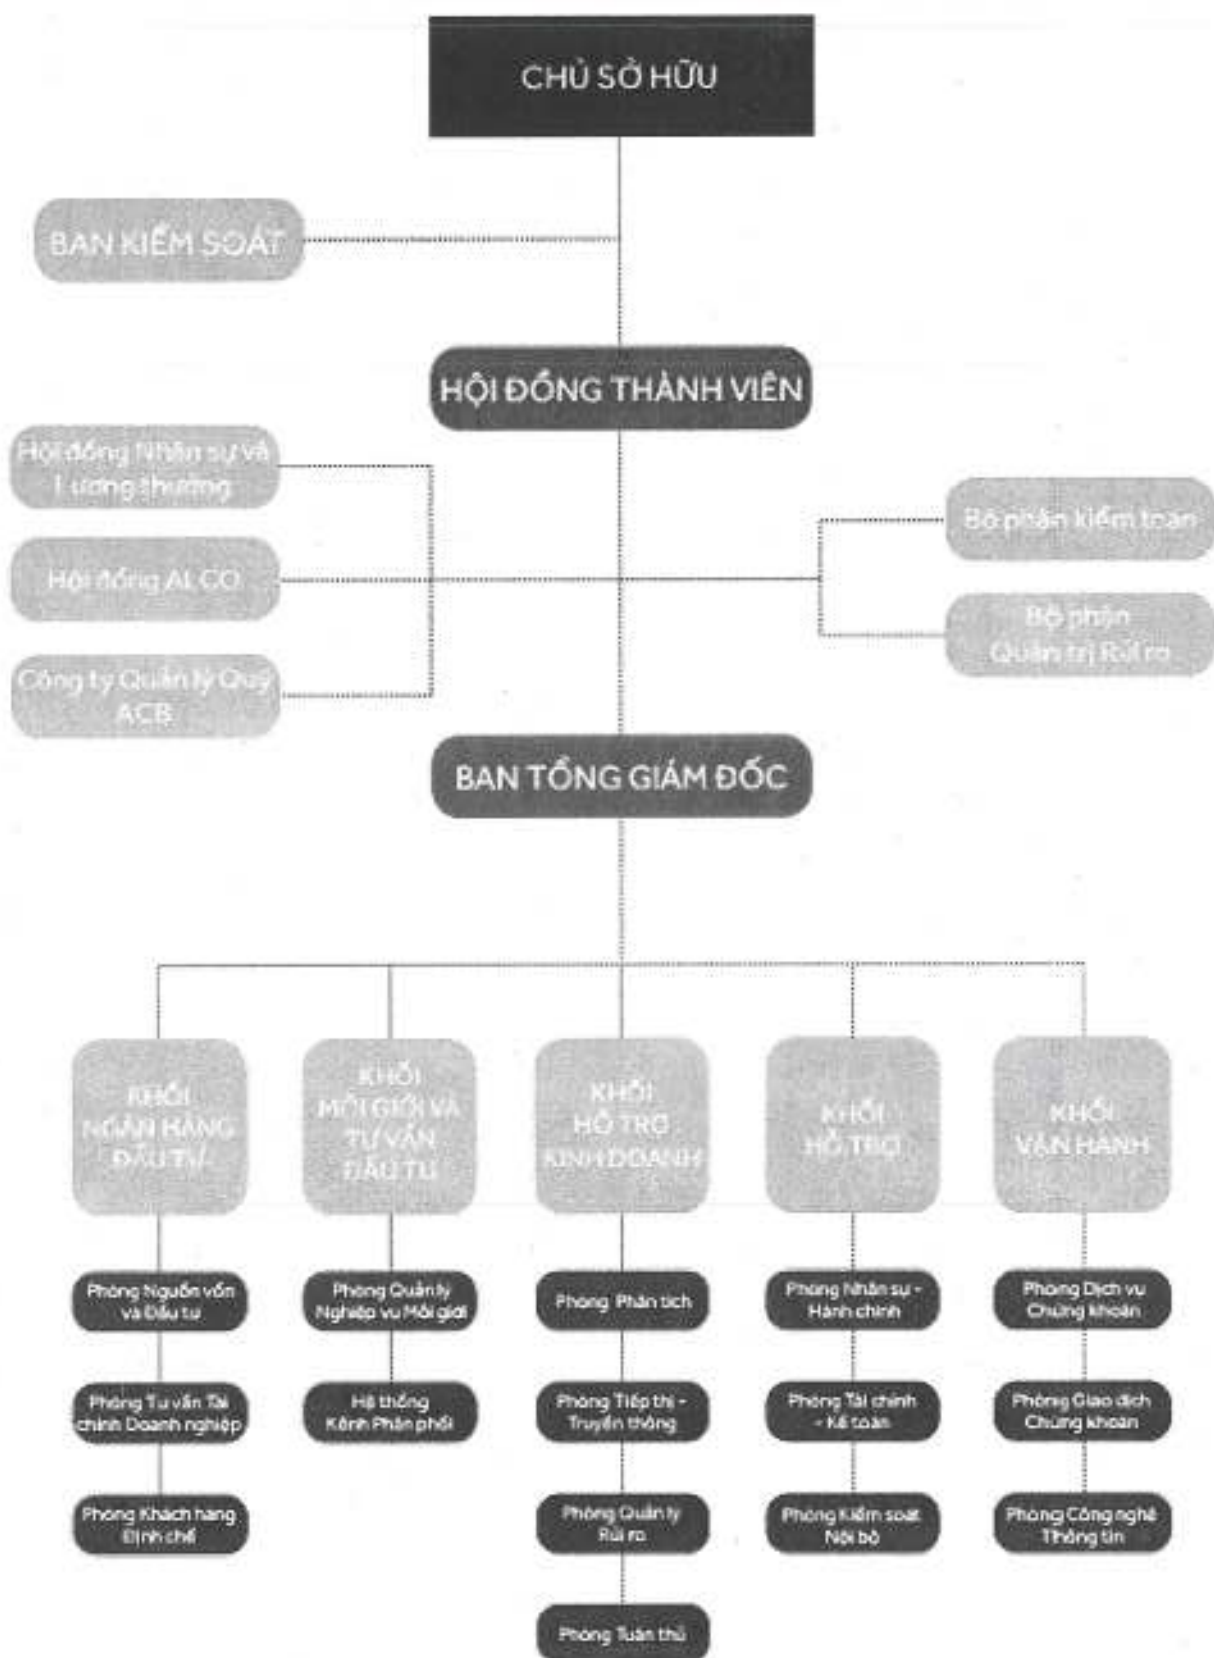 CHỦ SỞ HỮU
BAN KIỂM SOÁT
HỘI ĐỒNG THÀNH VIÊN
Hội đồng Nhân sự và
Lương thưởng
Hội đồng ALCO
Công ty Quản lý Quỹ
ACB
Bộ phận kiểm toán
Bộ phận
Quản trị Rủi ro
BAN TỔNG GIÁM ĐỐC
KHỐI
NGÂN HÀNG
ĐẦU TƯ
KHỐI
MÔI GIỚI VÀ
TƯ VẤN
ĐẦU TƯ
KHỐI
HỖ TRỢ
KINH DOANH
KHỐI
HỖ TRỢ
KHỐI
VẬN HÀNH
Phòng Nguồn vốn
và Đầu tư
Phòng Tư vấn Tài
chính Doanh nghiệp
Phòng Khách hàng
Định chế
Phòng Quản lý
Nghiệp vụ Môi giới
Hệ thống
Kênh Phân phối
Phòng Phân tích
Phòng Tiếp thị -
Truyền thông
Phòng Quản lý
Rủi ro
Phòng Tuân thủ
Phòng Nhân sự -
Hành chính
Phòng Tài chính
- Kế toán
Phòng Kiểm soát
Nội bộ
Phòng Dịch vụ
Chứng khoán
Phòng Giao dịch
Chứng khoán
Phòng Công nghệ
Thông tin